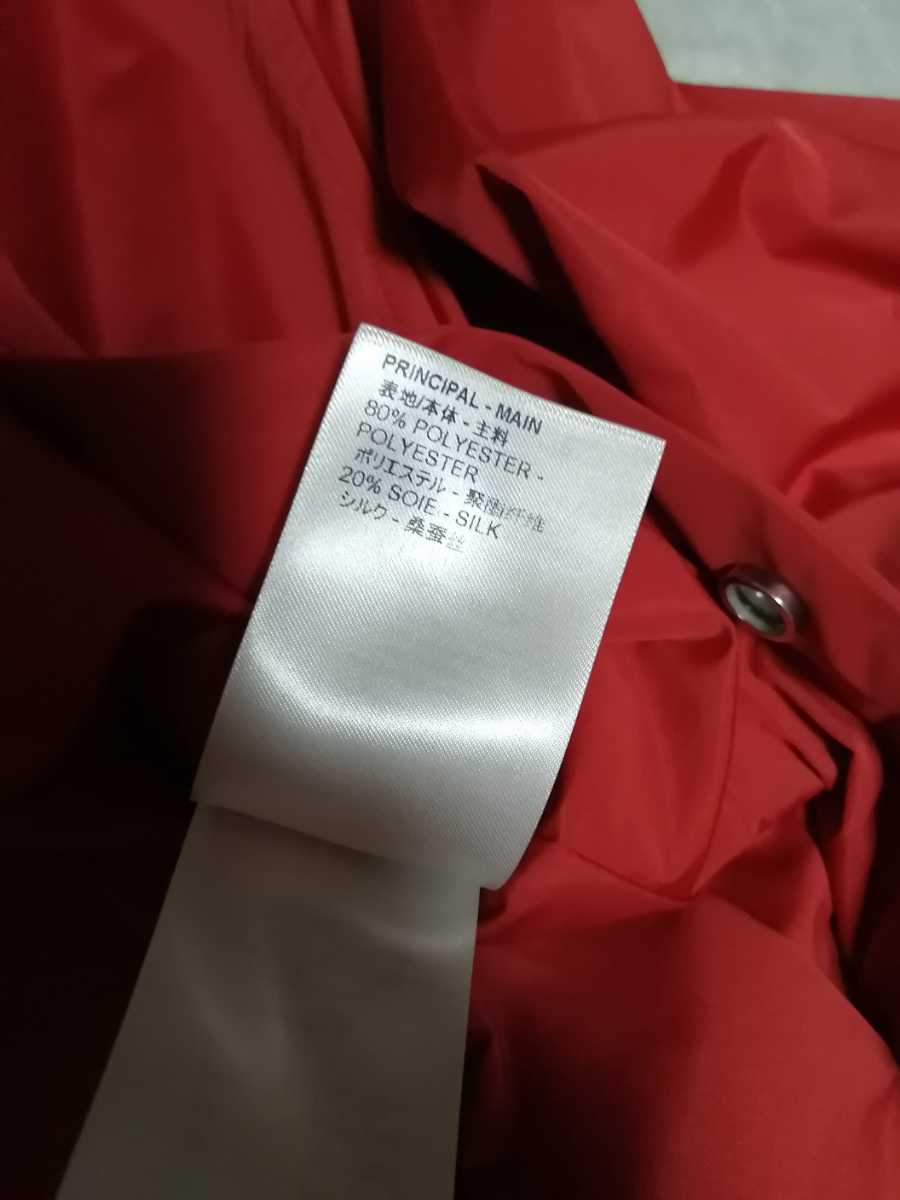 PRINCIPAL - MAIN
表地/本体 - 主料
80% POLYESTER -
POLYESTER
ポリエステル - 聚酯纤维
20% SOIE - SILK
シルク - 桑蚕丝